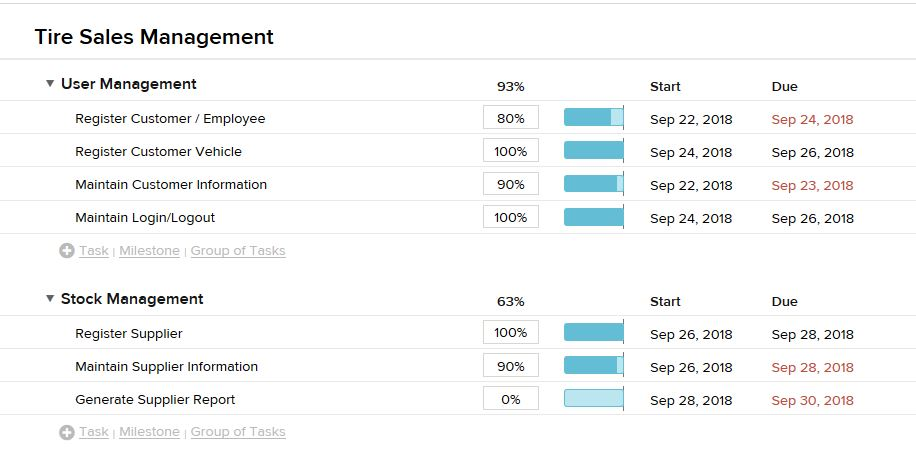 Tire Sales Management
User Management 93% Start Due
Register Customer / Employee 80% Sep 22, 2018 Sep 24, 2018
Register Customer Vehicle 100% Sep 24, 2018 Sep 26, 2018
Maintain Customer Information 90% Sep 22, 2018 Sep 23, 2018
Maintain Login/Logout 100% Sep 24, 2018 Sep 26, 2018
Task | Milestone | Group of Tasks
Stock Management 63% Start Due
Register Supplier 100% Sep 26, 2018 Sep 28, 2018
Maintain Supplier Information 90% Sep 26, 2018 Sep 28, 2018
Generate Supplier Report 0% Sep 28, 2018 Sep 30, 2018
Task | Milestone | Group of Tasks